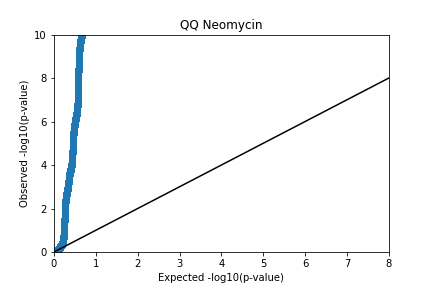 QQ Neomycin
Observed -log10(p-value)
10
8
6
4
2
0
0 1 2 3 4 5 6 7 8
Expected -log10(p-value)